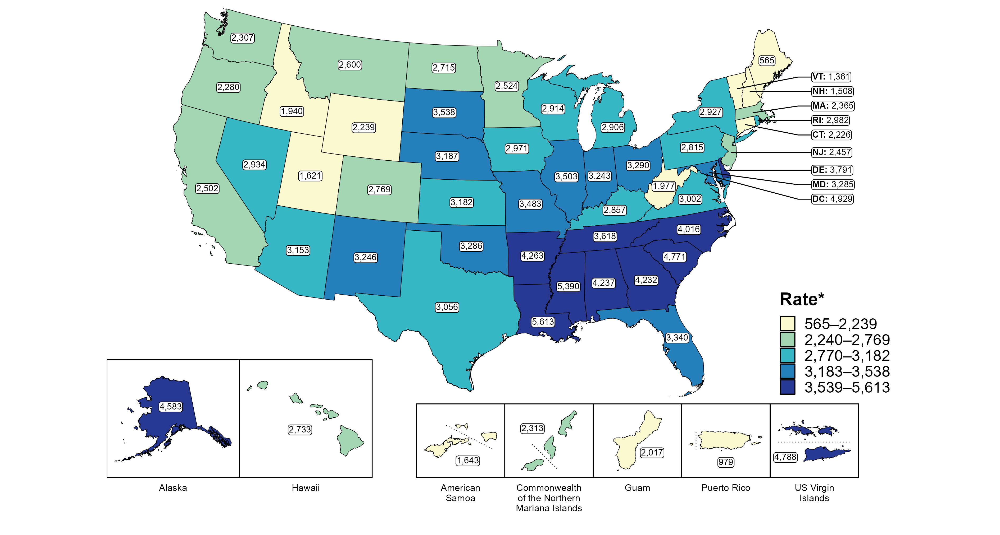 2,307
2,600
2,715
565
2,280
2,524
VT: 1,361
NH: 1,508
1,940
3,538
2,914
2,927
MA: 2,365
2,239
2,906
RI: 2,982
CT: 2,226
2,971
2,815
NJ: 2,457
2,934
3,187
3,290
DE: 3,791
1,621
3,503
3,243
MD: 3,285
2,502
2,769
1,977
3,182
3,483
3,002
DC: 4,929
2,857
4,016
3,618
3,153
3,286
3,246
4,263
4,771
5,390
4,237
4,232
3,056
5,613
3,340
Rate*
565–2,239
2,240–2,769
2,770–3,182
3,183–3,538
3,539–5,613
4,583
2,733
1,643
2,313
2,017
979
4,788
Alaska
Hawaii
American
Samoa
Commonwealth
of the Northern
Mariana Islands
Guam
Puerto Rico
US Virgin
Islands